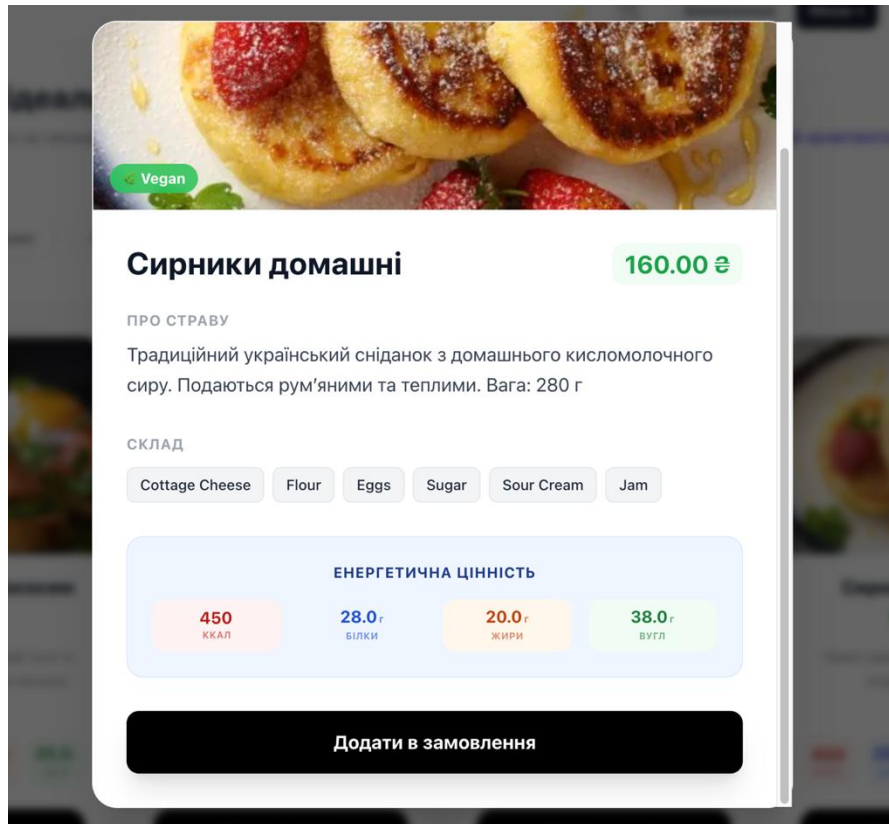 Vegan
Сирники домашні
160.00 ₴
ПРО СТРАВУ
Традиційний український сніданок з домашнього кисломолочного
сиру. Подаються рум’яними та теплими. Вага: 280 г
СКЛАД
Cottage Cheese Flour Eggs Sugar Sour Cream Jam
ЕНЕРГЕТИЧНА ЦІННІСТЬ
450 28.0 г 20.0 г 38.0 г
ККАЛ БІЛКИ ЖИРИ ВУГЛ
Додати в замовлення